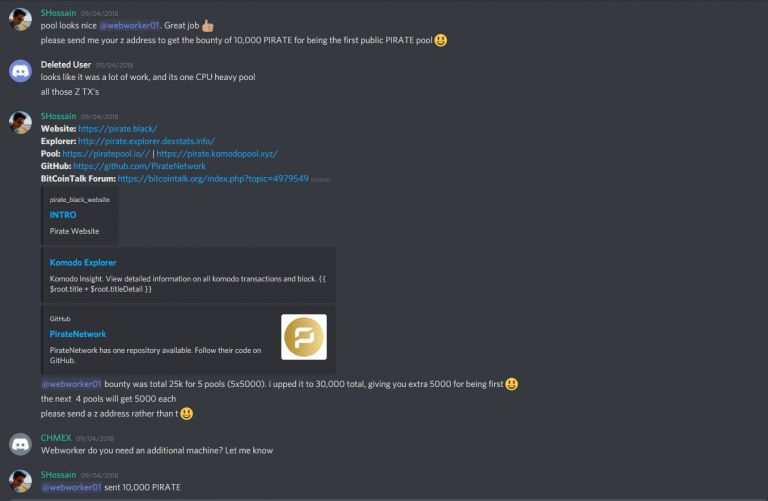 SHossain 09/04/2018
pool looks nice @webworker01. Great job 👍🏽
please send me your z address to get the bounty of 10,000 PIRATE for being the first public PIRATE pool 😃
Deleted User 09/04/2018
looks like it was a lot of work, and its one CPU heavy pool
all those Z TX's
SHossain 09/04/2018
Website: https://pirate.black/
Explorer: http://pirate.explorer.dexstats.info/
Pool: https://piratepool.io// | https://pirate.komodopool.xyz/
GitHub: https://github.com/PirateNetwork
BitCoinTalk Forum: https://bitcointalk.org/index.php?topic=4979549 (edited)
pirate_black_website
INTRO
Pirate Website
Komodo Explorer
Komodo Insight. View detailed information on all komodo transactions and block. {{
$root.title + $root.titleDetail }}
GitHub
PirateNetwork
PirateNetwork has one repository available. Follow their code on
GitHub.
@webworker01 bounty was total 25k for 5 pools (5x5000). i upped it to 30,000 total, giving you extra 5000 for being first 😃
the next 4 pools will get 5000 each
please send a z address rather than t 😃
CHMEX 09/04/2018
Webworker do you need an additional machine? Let me know
SHossain 09/04/2018
@webworker01 sent 10,000 PIRATE